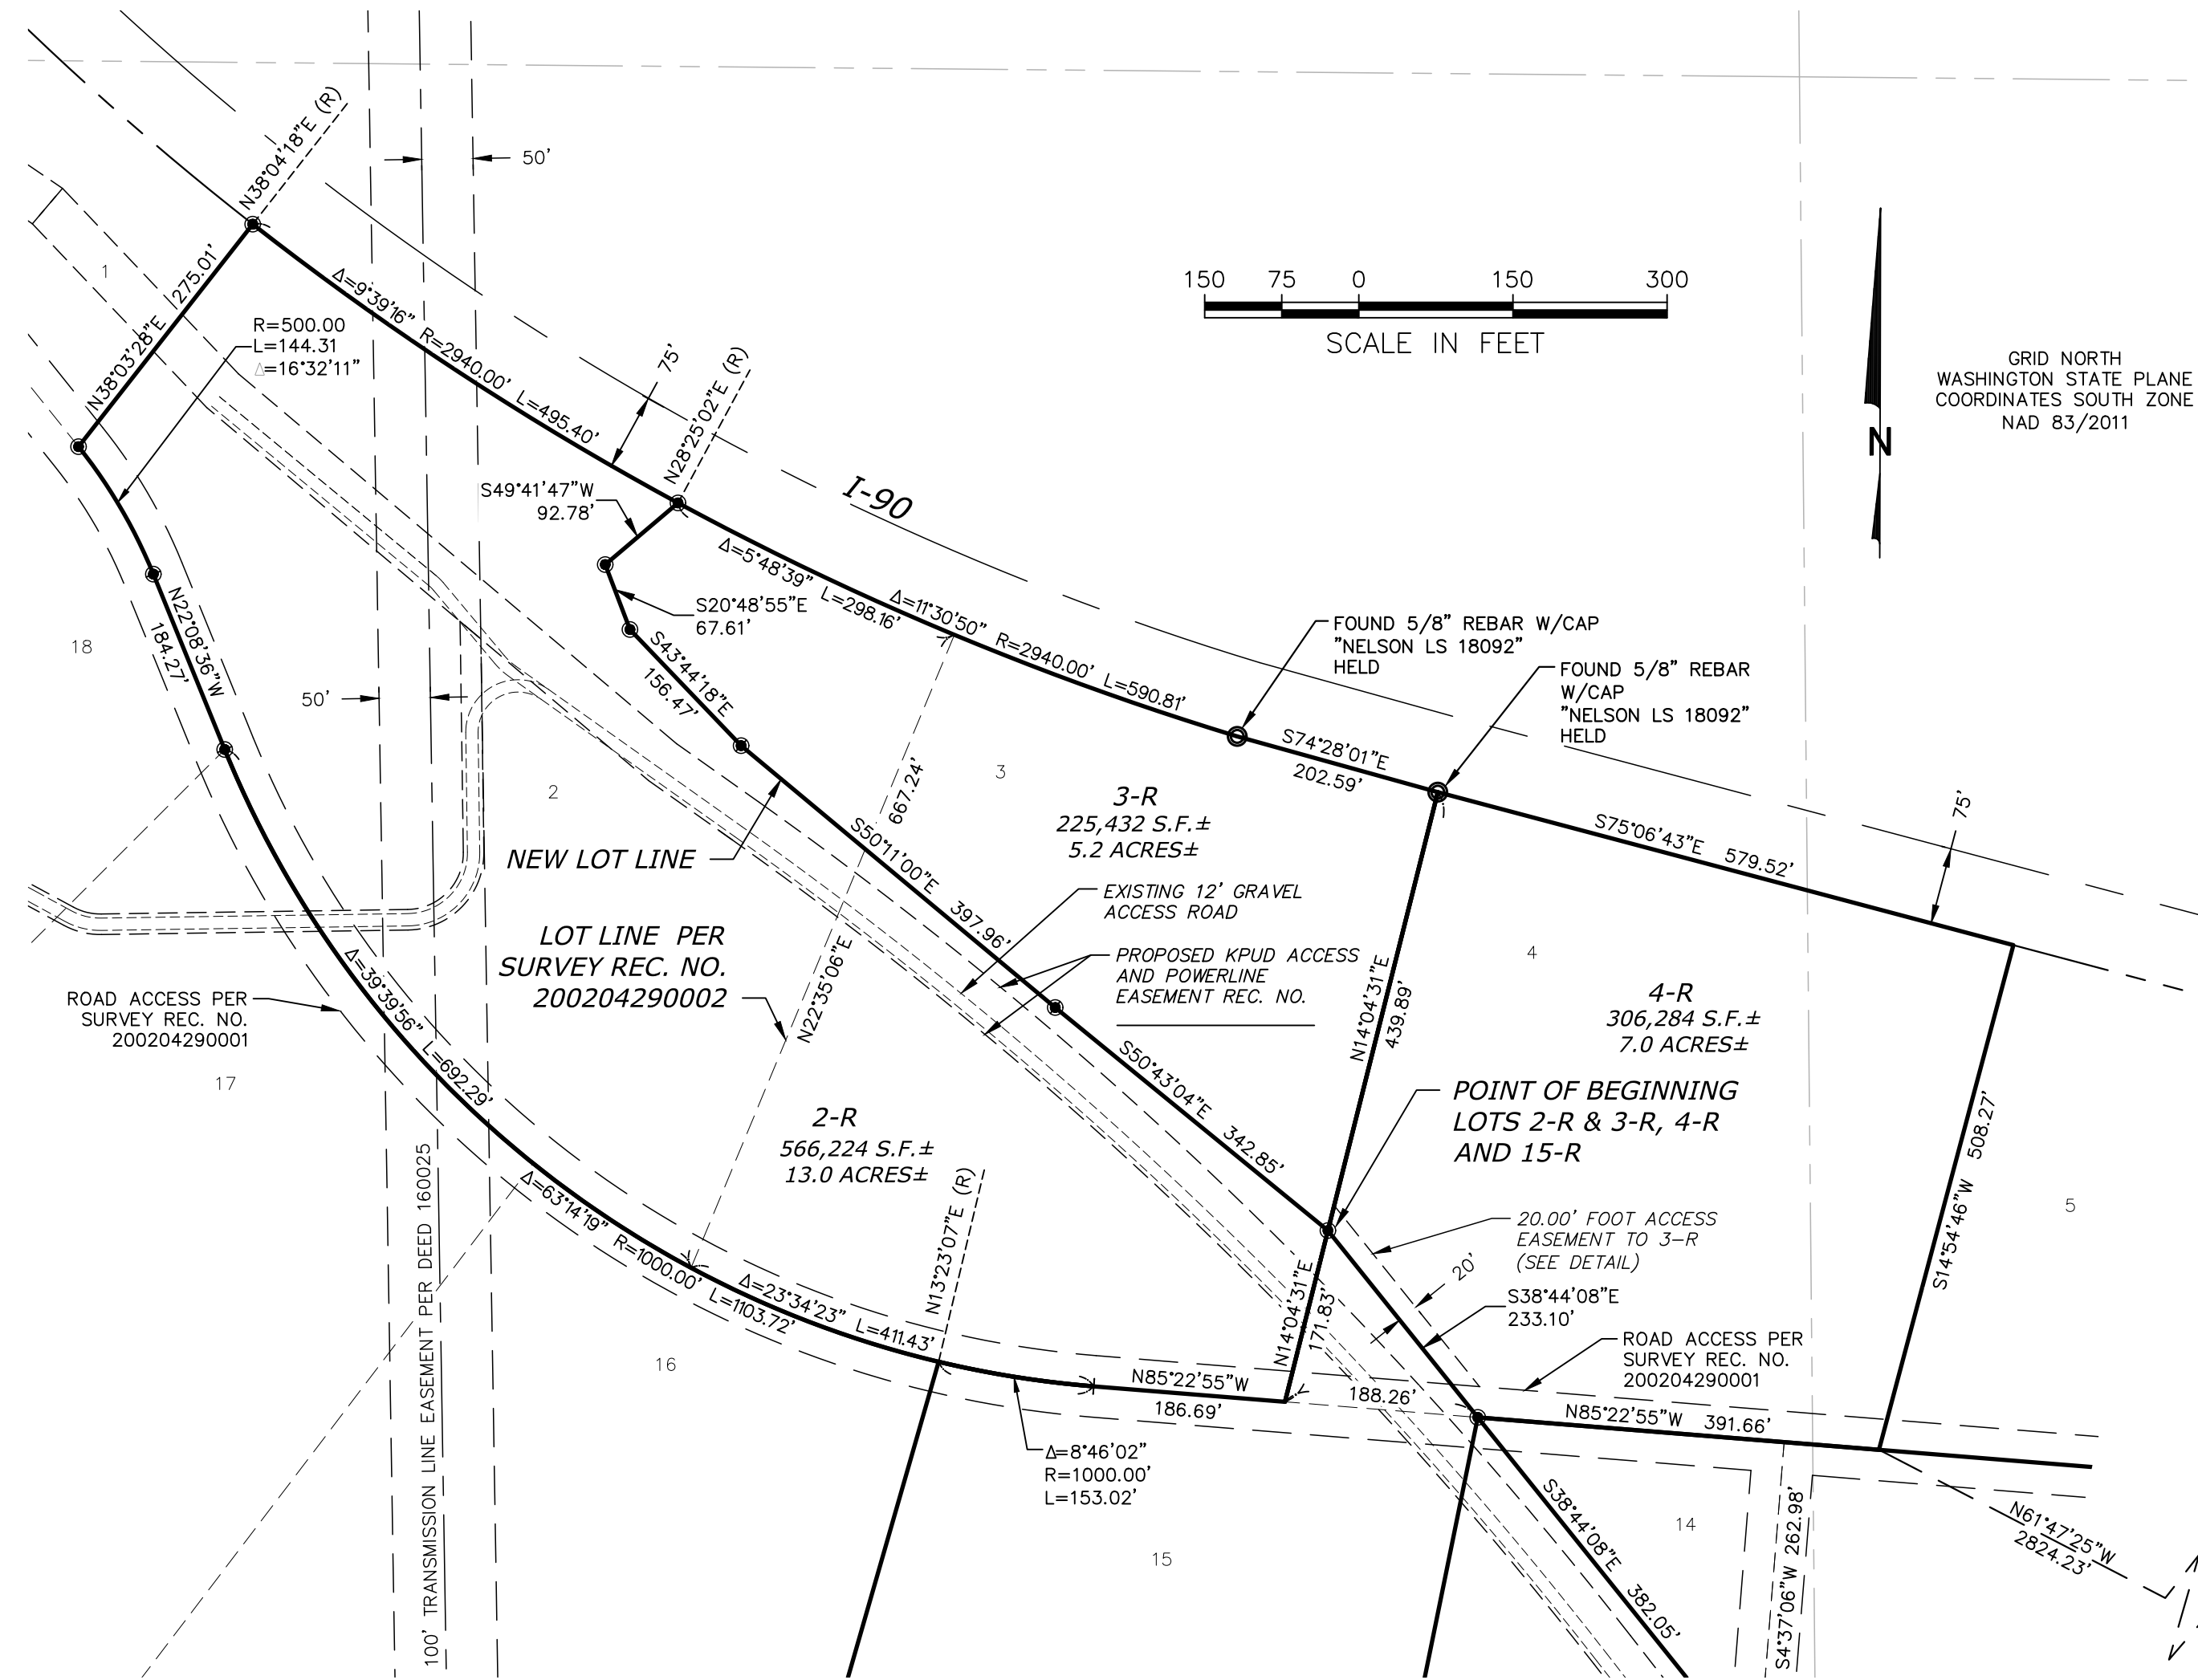 N38°04'18"E (R)
50'
1
N38°03'28"E 275.01'
R=500.00
L=144.31
Δ=16°32'11"
Δ=9°39'16" R=2940.00' L=495.40'
75'
N28°25'02"E (R)
150 75 0 150 300
SCALE IN FEET
GRID NORTH
WASHINGTON STATE PLANE
COORDINATES SOUTH ZONE
NAD 83/2011
N
I-90
S49°41'47"W
92.78'
S20°48'55"E
67.61'
Δ=5°48'39" L=298.16'
Δ=11°30'50" R=2940.00' L=590.81'
FOUND 5/8" REBAR W/CAP
"NELSON LS 18092"
HELD
FOUND 5/8" REBAR
W/CAP
"NELSON LS 18092"
HELD
18
N22°08'36"W
184.27'
50'
S43°44'18"E
156.47'
S74°28'01"E
202.59'
2
3
667.24'
3-R
225,432 S.F.±
5.2 ACRES±
S75°06'43"E 579.52'
75'
NEW LOT LINE
S50°11'00"E 397.96'
EXISTING 12' GRAVEL
ACCESS ROAD
LOT LINE PER
SURVEY REC. NO.
200204290002
N22°35'06"E
PROPOSED KPUD ACCESS
AND POWERLINE
EASEMENT REC. NO.
N14°04'31"E
439.89'
4
4-R
306,284 S.F.±
7.0 ACRES±
ROAD ACCESS PER
SURVEY REC. NO.
200204290001
17
Δ=39°39'56" L=692.29'
S50°43'04"E 342.85'
POINT OF BEGINNING
LOTS 2-R & 3-R, 4-R
AND 15-R
2-R
566,224 S.F.±
13.0 ACRES±
S14°54'46"W 508.27'
5
100' TRANSMISSION LINE EASEMENT PER DEED 160025
Δ=63°14'19" R=1000.00' L=1103.72'
Δ=23°34'23" L=411.43'
N13°23'07"E (R)
20.00' FOOT ACCESS
EASEMENT TO 3-R
(SEE DETAIL)
20'
S38°44'08"E
233.10'
N14°04'31"E
171.83'
ROAD ACCESS PER
SURVEY REC. NO.
200204290001
16
N85°22'55"W
186.69'
188.26'
N85°22'55"W 391.66'
Δ=8°46'02"
R=1000.00'
L=153.02'
15
14
S38°44'08"E 382.05'
S4°37'06"W 262.98'
N61°47'25"W
2824.23'